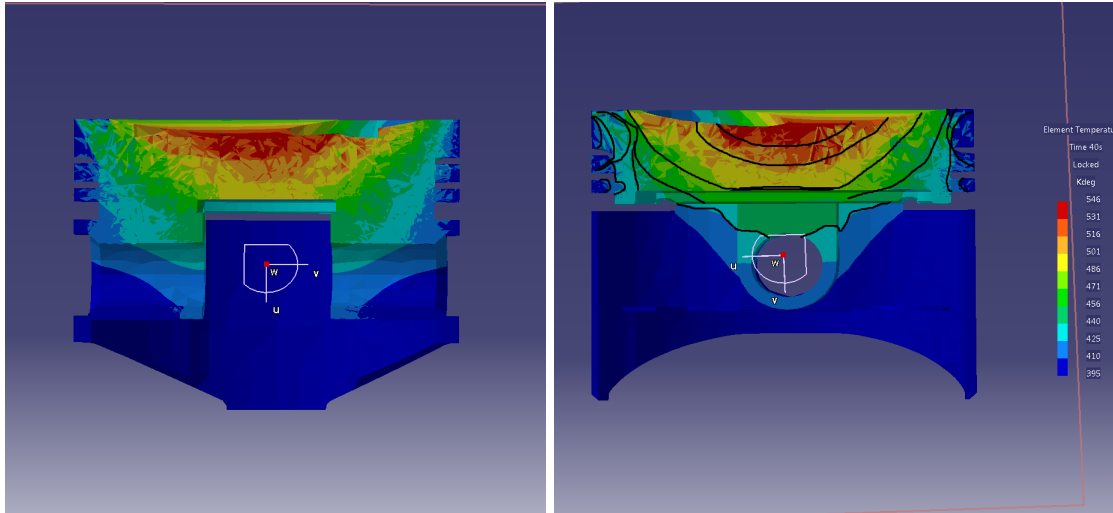 w
v
u
u
w
v
Element Temperatu
Time 40s
Locked
Kdeg
546
531
516
501
486
471
456
440
425
410
395